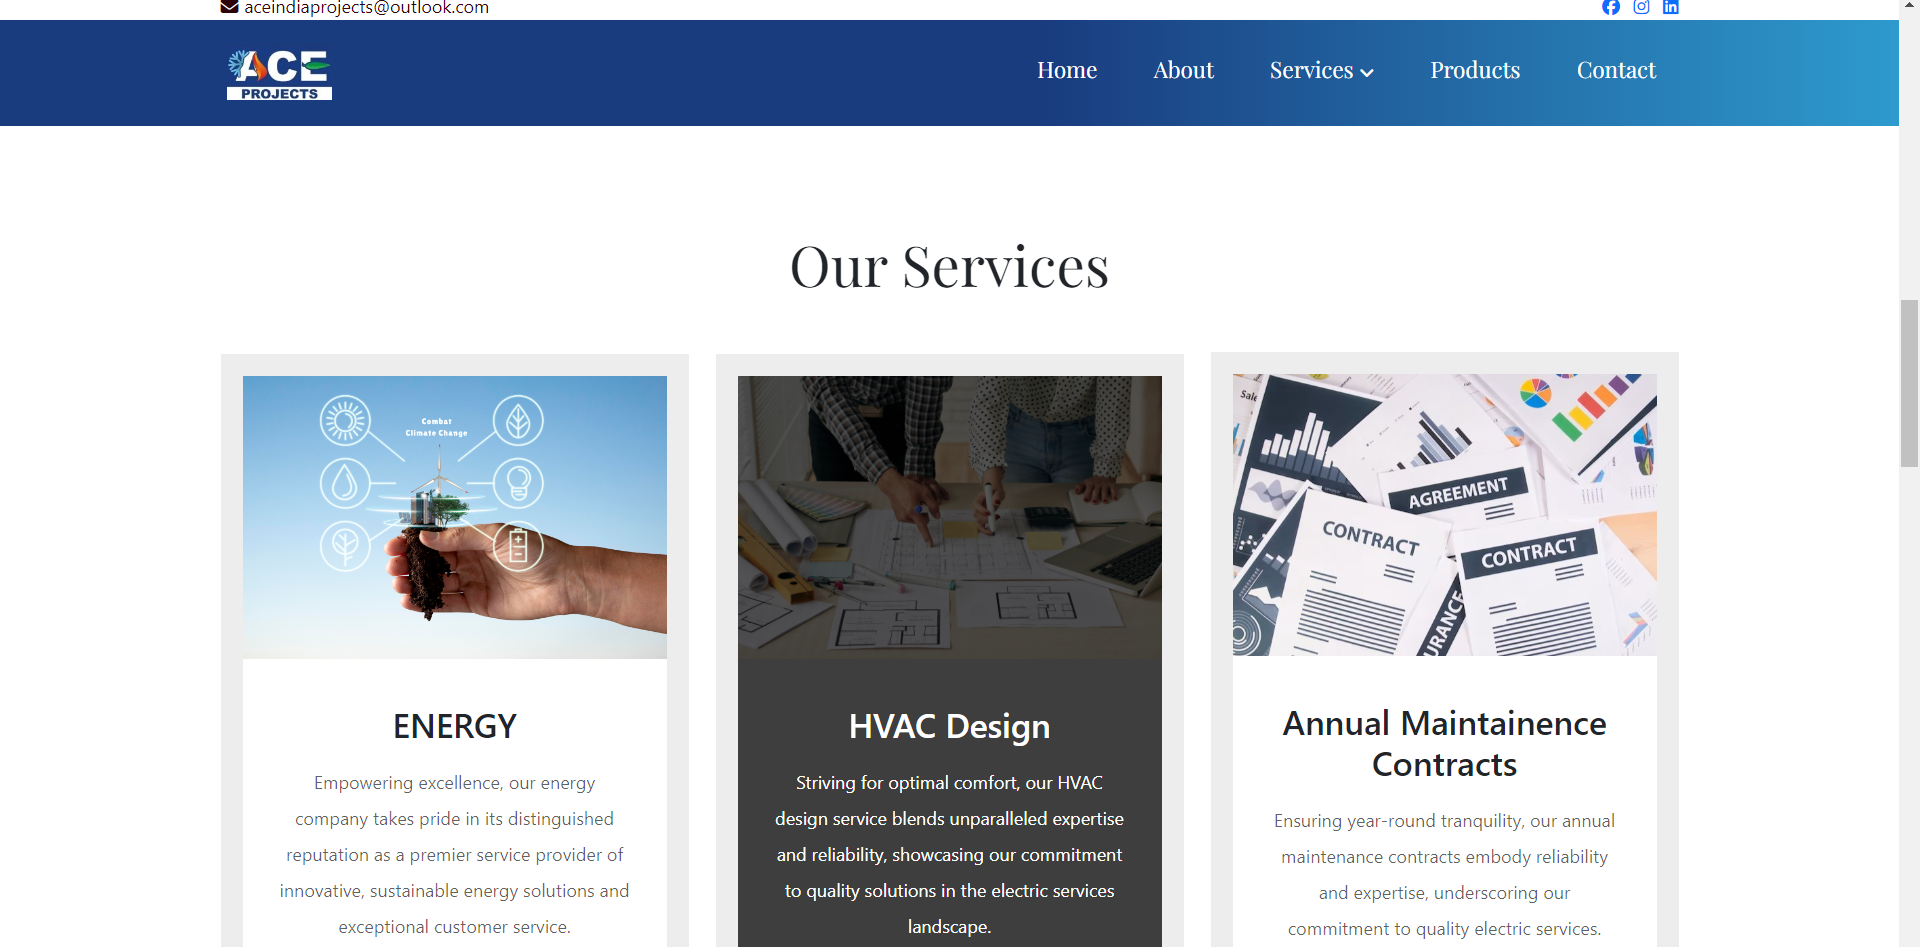 aceindiaprojects@outlook.com
ACE
PROJECTS
Home
About
Services
Products
Contact
Our Services
Combat
Climate Change
ENERGY
Empowering excellence, our energy
company takes pride in its distinguished
reputation as a premier service provider of
innovative, sustainable energy solutions and
exceptional customer service.
HVAC Design
Striving for optimal comfort, our HVAC
design service blends unparalleled expertise
and reliability, showcasing our commitment
to quality solutions in the electric services
landscape.
Sale
AGREEMENT
CONTRACT
CONTRACT
URANCE
Annual Maintainence
Contracts
Ensuring year-round tranquility, our annual
maintenance contracts embody reliability
and expertise, underscoring our
commitment to quality electric services.